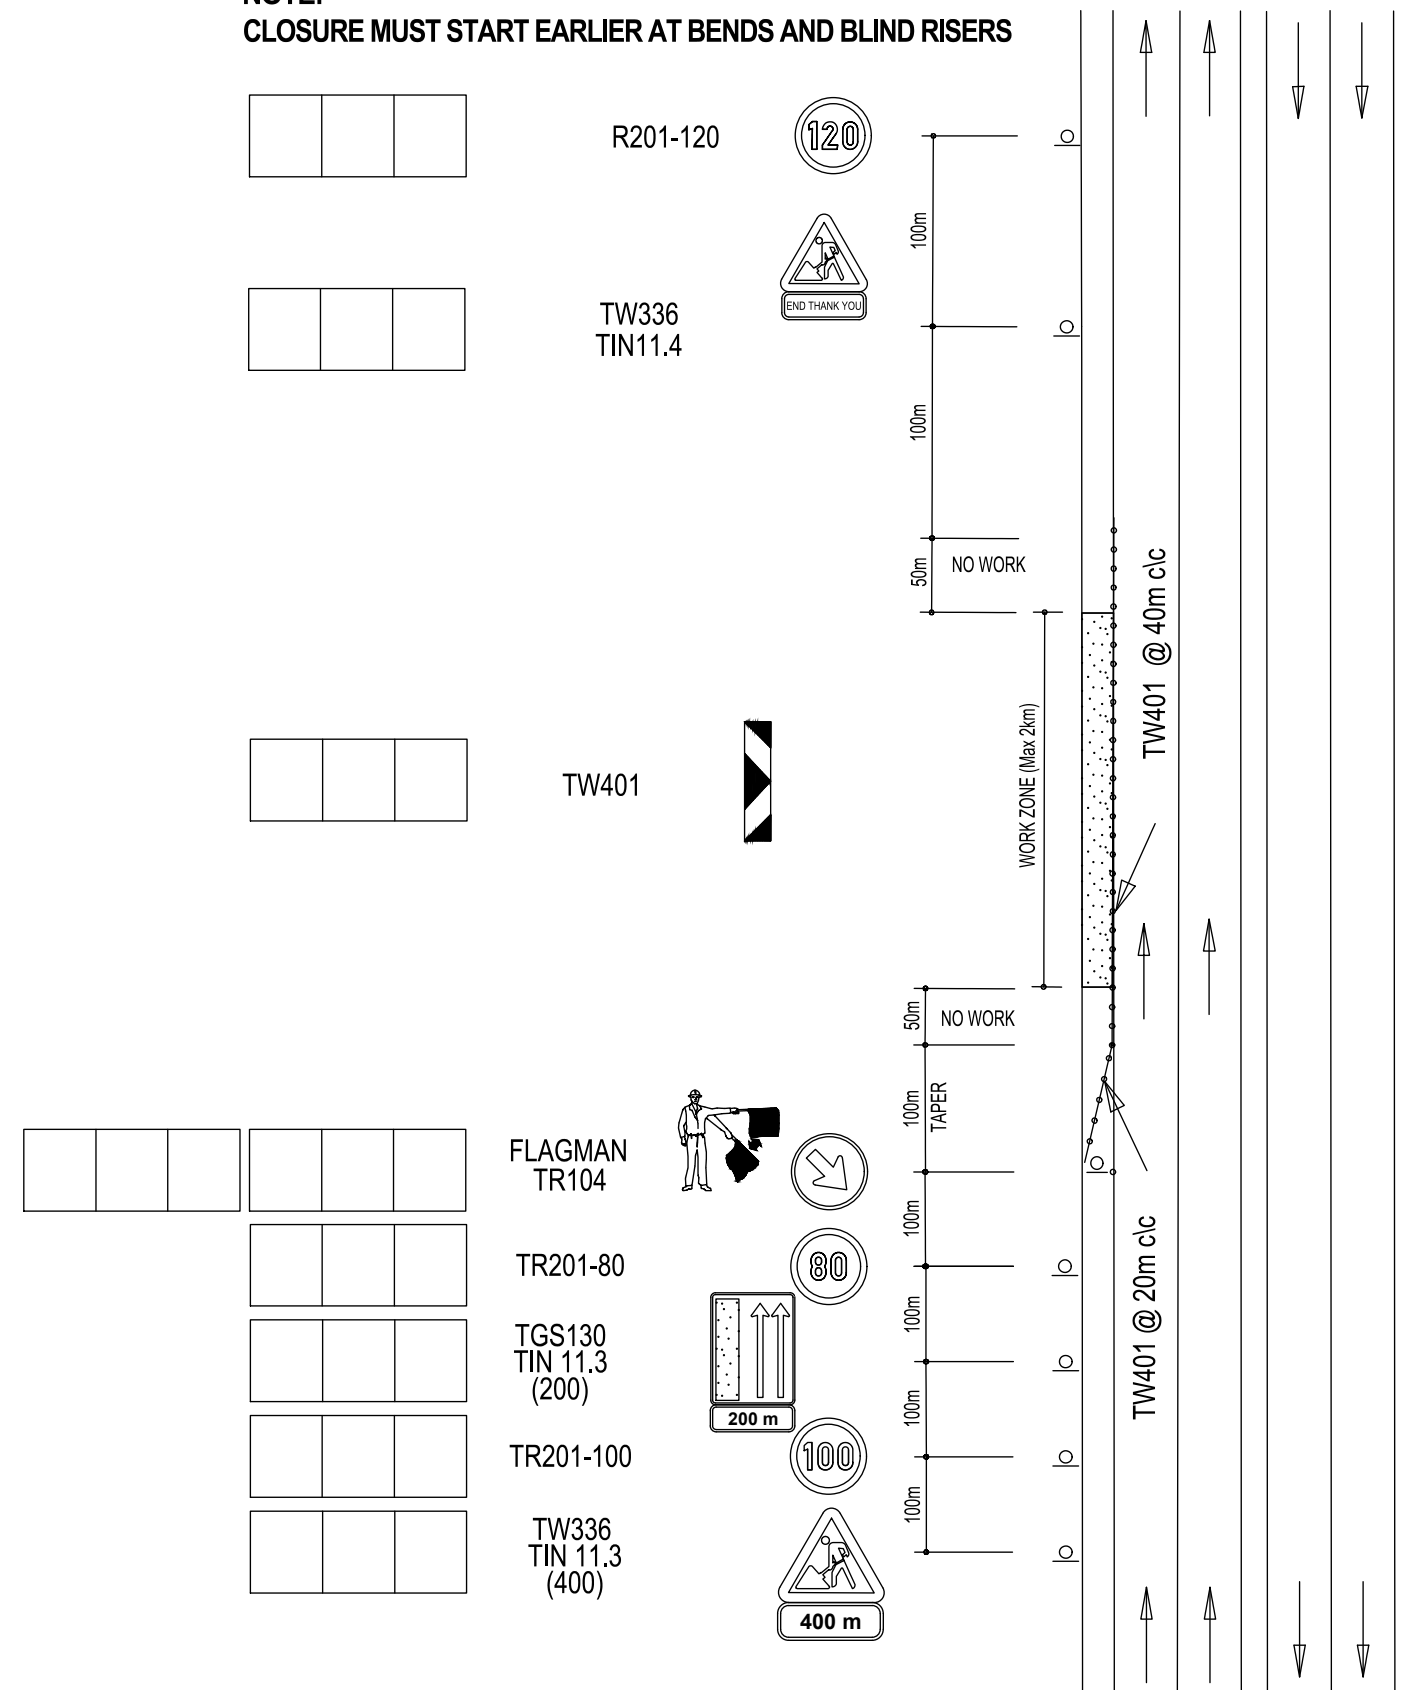 NOTE:
CLOSURE MUST START EARLIER AT BENDS AND BLIND RISERS
R201-120
120
100m
END THANK YOU
TW336
TIN11.4
100m
50m
NO WORK
TW401 @ 40m c\c
WORK ZONE (Max 2km)
TW401
50m
NO WORK
100m
TAPER
FLAGMAN
TR104
100m
TR201-80
80
100m
TGS130
TIN 11.3
(200)
200 m
TW401 @ 20m c\c
100m
TR201-100
100
100m
TW336
TIN 11.3
(400)
400 m